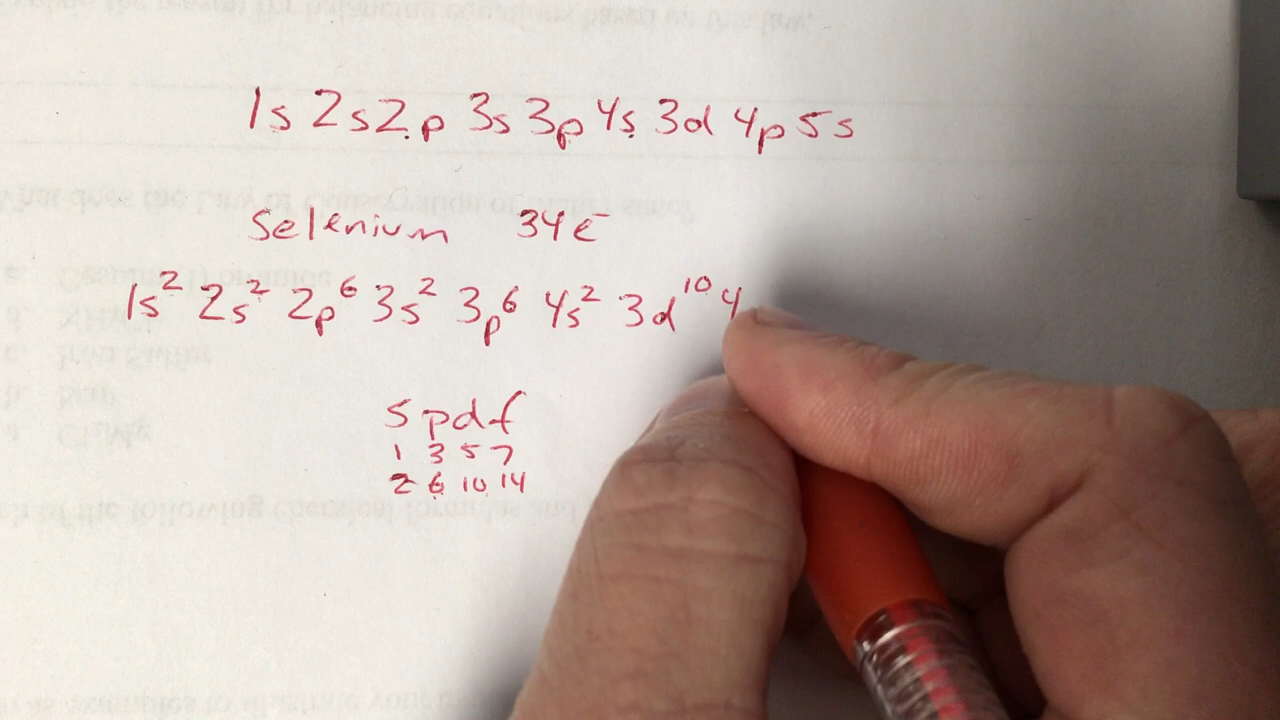 1s 2s 2p 3s 3p 4s 3d 4p 5s
Selenium 34e⁻
1s² 2s² 2p⁶ 3s² 3p⁶ 4s² 3d¹⁰ 4
s p d f
1 3 5 7
2 6 10 14